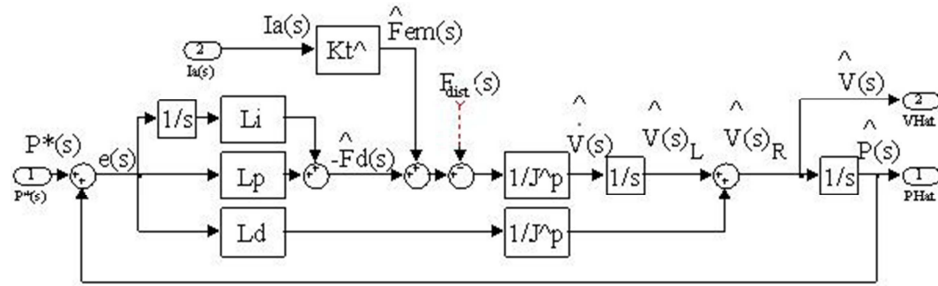 Ia(s)
^
Fem(s)
2
Ia(s)
Kt^
^
Fdist(s)
^
V(s)
2
VHat
1/s
Li
^
V(s)
^
V(s)L
^
V(s)R
^
P(s)
P*(s)
e(s)
^
-Fd(s)
1
P*(s)
Lp
1/J^p
1/s
1/s
1
PHat
Ld
1/J^p